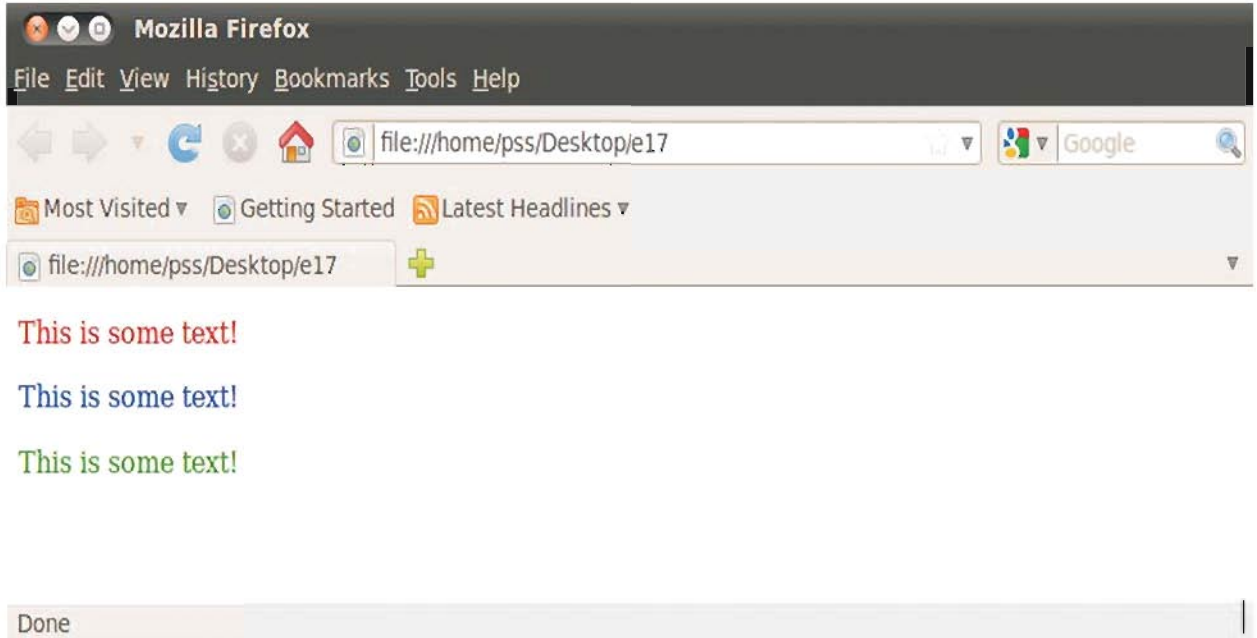 Mozilla Firefox
File Edit View History Bookmarks Tools Help
file:///home/pss/Desktop/e17 Google
Most Visited Getting Started Latest Headlines
file:///home/pss/Desktop/e17
This is some text!
This is some text!
This is some text!
Done